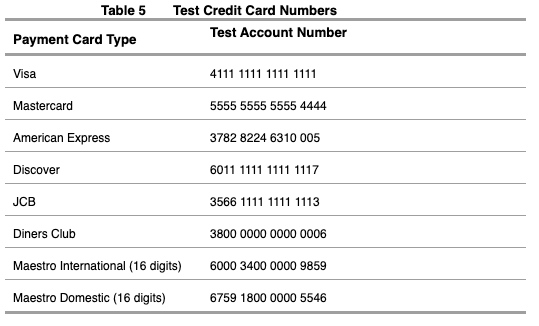 Table 5 Test Credit Card Numbers
Payment Card Type Test Account Number
Visa 4111 1111 1111 1111
Mastercard 5555 5555 5555 4444
American Express 3782 8224 6310 005
Discover 6011 1111 1111 1117
JCB 3566 1111 1111 1113
Diners Club 3800 0000 0000 0006
Maestro International (16 digits) 6000 3400 0000 9859
Maestro Domestic (16 digits) 6759 1800 0000 5546